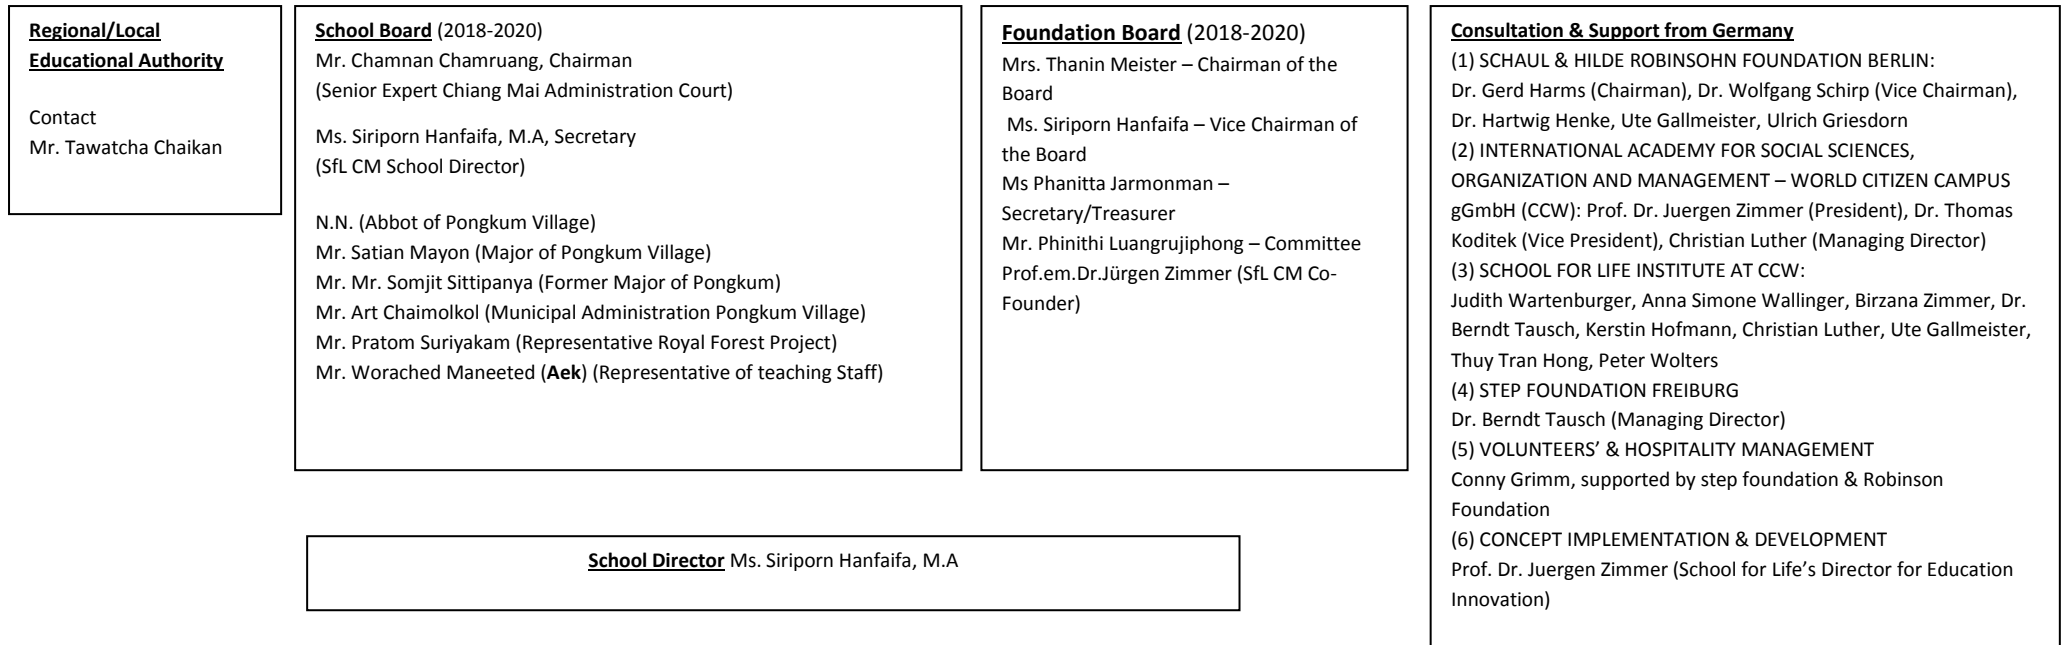 Regional/Local
Educational Authority
Contact
Mr. Tawatcha Chaikan
School Board (2018-2020)
Mr. Chamnan Chamruang, Chairman
(Senior Expert Chiang Mai Administration Court)
Ms. Siriporn Hanfaifa, M.A, Secretary
(SfL CM School Director)
N.N. (Abbot of Pongkum Village)
Mr. Satian Mayon (Major of Pongkum Village)
Mr. Mr. Somjit Sittipanya (Former Major of Pongkum)
Mr. Art Chaimolkol (Municipal Administration Pongkum Village)
Mr. Pratom Suriyakam (Representative Royal Forest Project)
Mr. Worached Maneeted (Aek) (Representative of teaching Staff)
Foundation Board (2018-2020)
Mrs. Thanin Meister – Chairman of the
Board
Ms. Siriporn Hanfaifa – Vice Chairman of
the Board
Ms Phanitta Jarmonman –
Secretary/Treasurer
Mr. Phinithi Luangrujiphong – Committee
Prof.em.Dr.Jürgen Zimmer (SfL CM Co-
Founder)
Consultation & Support from Germany
(1) SCHAUL & HILDE ROBINSOHN FOUNDATION BERLIN:
Dr. Gerd Harms (Chairman), Dr. Wolfgang Schirp (Vice Chairman),
Dr. Hartwig Henke, Ute Gallmeister, Ulrich Griesdorn
(2) INTERNATIONAL ACADEMY FOR SOCIAL SCIENCES,
ORGANIZATION AND MANAGEMENT – WORLD CITIZEN CAMPUS
gGmbH (CCW): Prof. Dr. Juergen Zimmer (President), Dr. Thomas
Koditek (Vice President), Christian Luther (Managing Director)
(3) SCHOOL FOR LIFE INSTITUTE AT CCW:
Judith Wartenburger, Anna Simone Wallinger, Birzana Zimmer, Dr.
Berndt Tausch, Kerstin Hofmann, Christian Luther, Ute Gallmeister,
Thuy Tran Hong, Peter Wolters
(4) STEP FOUNDATION FREIBURG
Dr. Berndt Tausch (Managing Director)
(5) VOLUNTEERS’ & HOSPITALITY MANAGEMENT
Conny Grimm, supported by step foundation & Robinson
Foundation
(6) CONCEPT IMPLEMENTATION & DEVELOPMENT
Prof. Dr. Juergen Zimmer (School for Life’s Director for Education
Innovation)
School Director Ms. Siriporn Hanfaifa, M.A